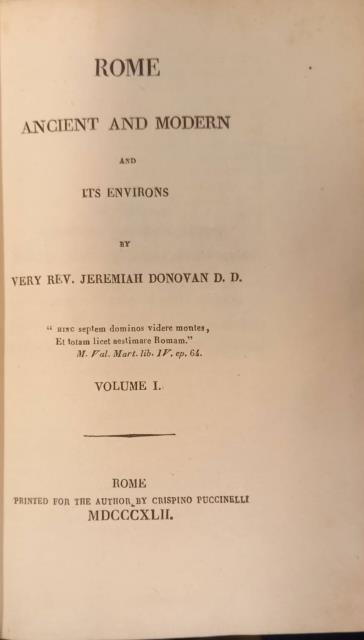 ROME
ANCIENT AND MODERN
AND
ITS ENVIRONS
BY
VERY REV. JEREMIAH DONOVAN D. D.
“ HINC septem dominos videre montes,
Et totam licet aestimare Romam.”
M. Val. Mart. lib. IV. ep. 64.
VOLUME I.
ROME
PRINTED FOR THE AUTHOR BY CRISPINO PUCCINELLI
MDCCCXLII.